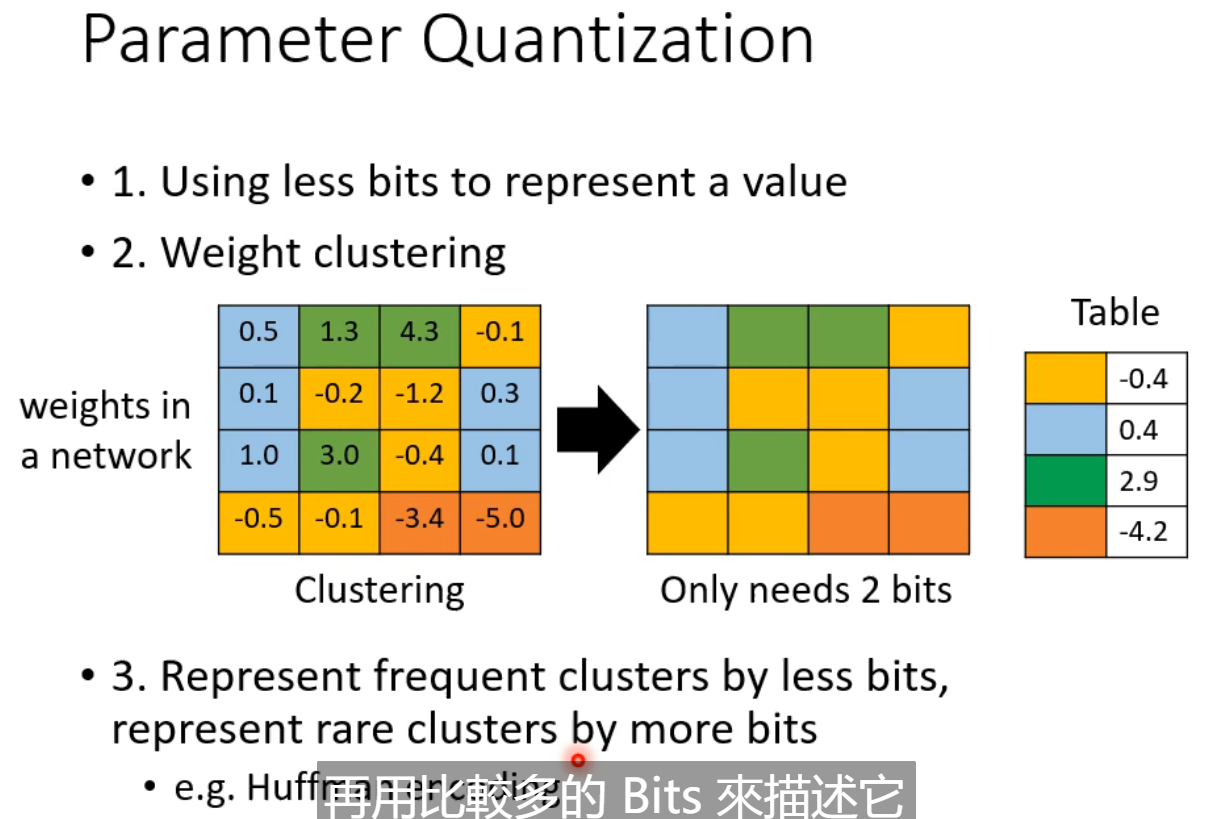 Parameter Quantization
• 1. Using less bits to represent a value
• 2. Weight clustering
weights in
a network
0.5 1.3 4.3 -0.1
0.1 -0.2 -1.2 0.3
1.0 3.0 -0.4 0.1
-0.5 -0.1 -3.4 -5.0
Clustering
Only needs 2 bits
Table
-0.4
0.4
2.9
-4.2
• 3. Represent frequent clusters by less bits,
represent rare clusters by more bits
• e.g. Huffman encoding
再用比較多的 Bits 來描述它